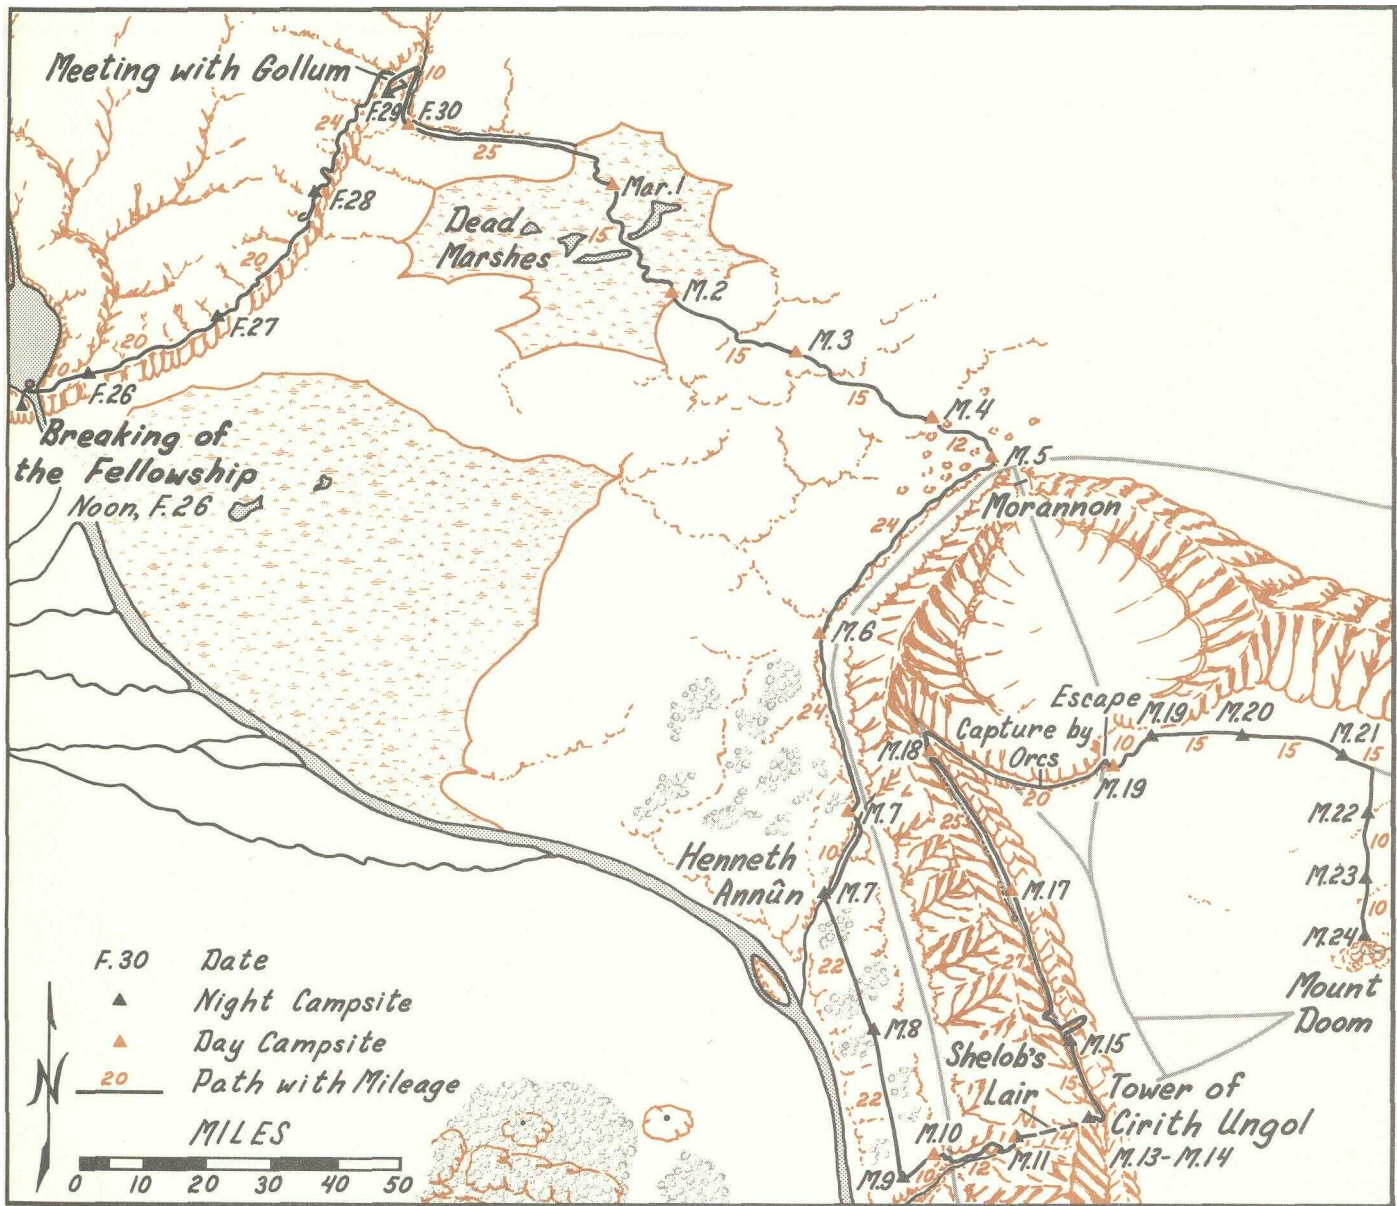 Meeting with Gollum
10
F.29
F.30
24
25
F.28
Mar.1
Dead
Marshes
15
20
M.2
F.27
20
M.3
15
10
F.26
15
M.4
12
Breaking of
the Fellowship
Noon, F.26
M.5
Morannon
24
M.6
24
Escape
M.19
M.20
Capture by
Orcs
10
15
15
M.21
15
M.18
M.19
20
M.7
25
M.22
10
10
Henneth
Annûn
M.7
M.17
M.23
10
22
27
M.24
Mount
Doom
M.8
M.15
Shelob's
Lair
15
Tower of
Cirith Ungol
M.13-M.14
22
14
M.10
M.11
12
10
M.9
F.30 Date
Night Campsite
Day Campsite
20 Path with Mileage
N
MILES
0 10 20 30 40 50